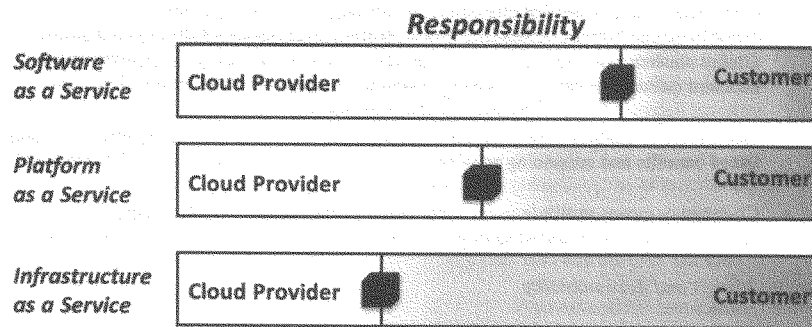 Responsibility
Software
as a Service
Cloud Provider
Customer
Platform
as a Service
Cloud Provider
Customer
Infrastructure
as a Service
Cloud Provider
Customer